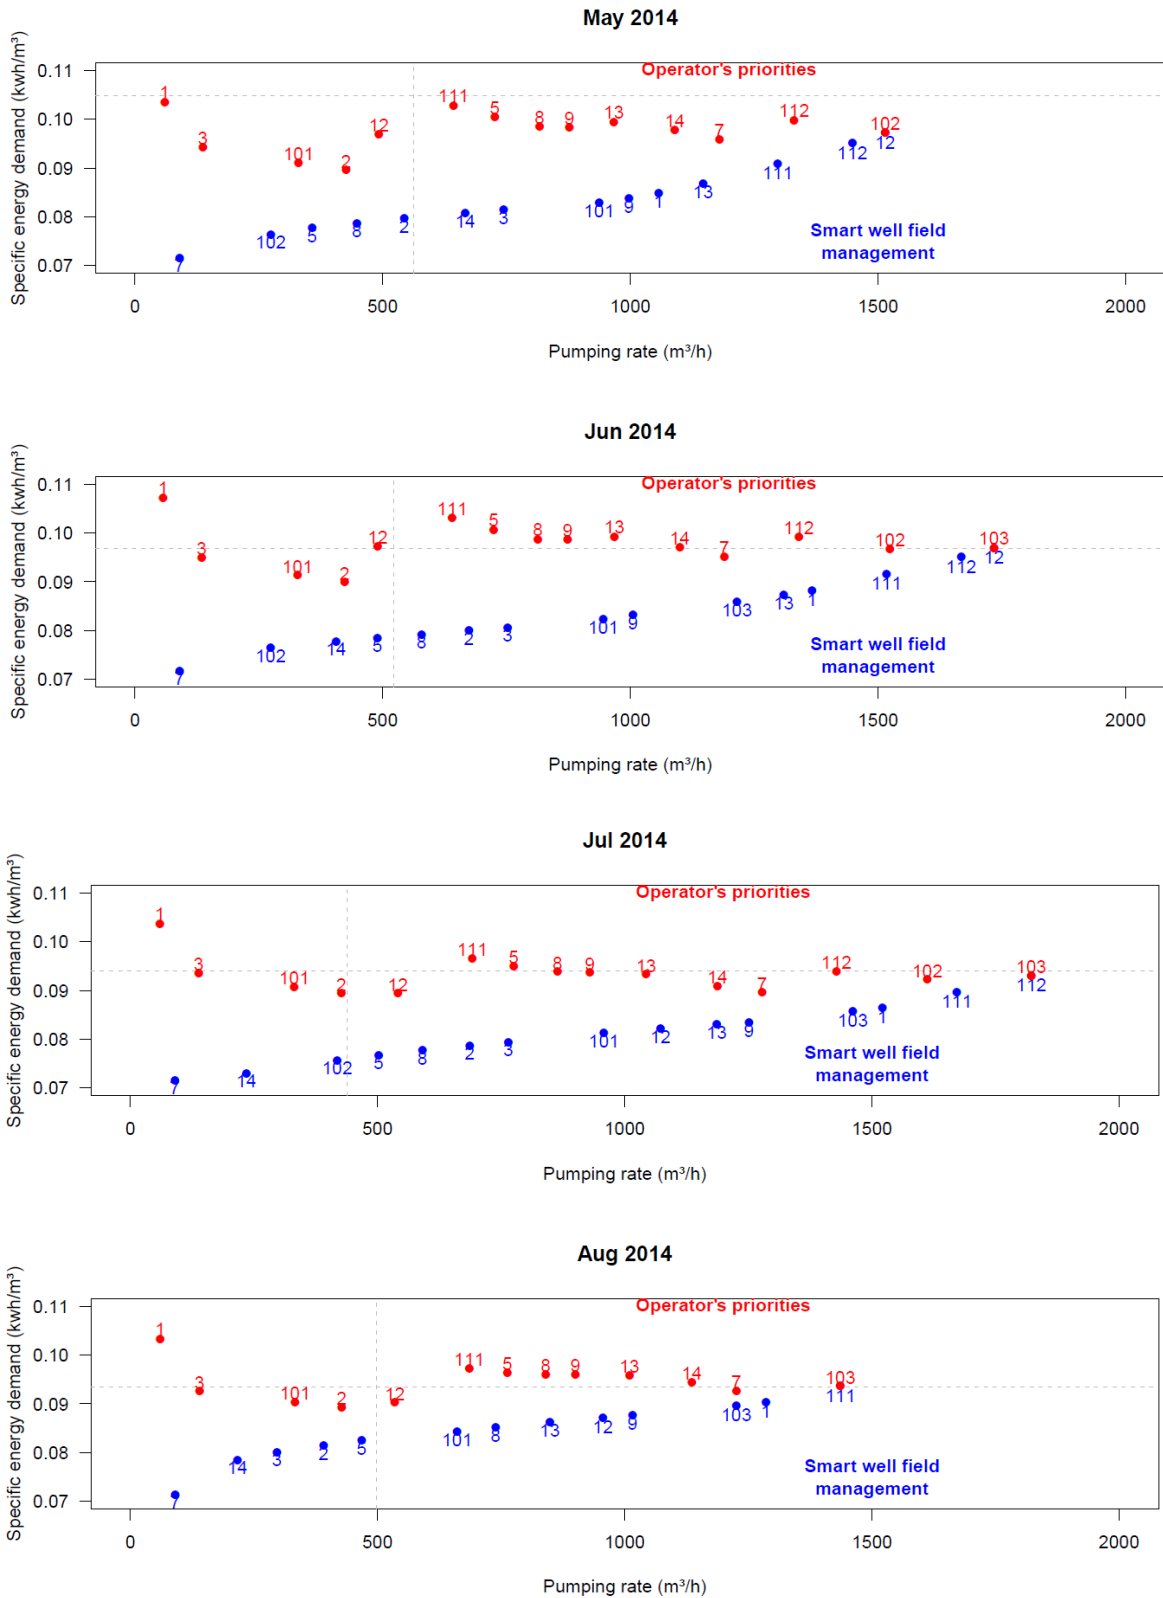 May 2014
Specific energy demand (kwh/m³)
0.11
0.10
0.09
0.08
0.07
Operator's priorities
1 3 101 2 12 111 5 8 9 13 14 7 112 102
7 102 5 8 2 14 3 101 9 1 13 111 112 12
Smart well field
management
0 500 1000 1500 2000
Pumping rate (m³/h)
Jun 2014
Specific energy demand (kwh/m³)
0.11
0.10
0.09
0.08
0.07
Operator's priorities
1 3 101 2 12 111 5 8 9 13 14 7 112 102 103
7 102 14 5 8 2 3 101 9 103 13 1 111 112 12
Smart well field
management
0 500 1000 1500 2000
Pumping rate (m³/h)
Jul 2014
Specific energy demand (kwh/m³)
0.11
0.10
0.09
0.08
0.07
Operator's priorities
1 3 101 2 12 111 5 8 9 13 14 7 112 102 103
7 14 102 5 8 2 3 101 12 13 9 103 1 111 112
Smart well field
management
0 500 1000 1500 2000
Pumping rate (m³/h)
Aug 2014
Specific energy demand (kwh/m³)
0.11
0.10
0.09
0.08
0.07
Operator's priorities
1 3 101 2 12 111 5 8 9 13 14 7 103
7 14 3 2 5 101 8 13 12 9 103 1 111
Smart well field
management
0 500 1000 1500 2000
Pumping rate (m³/h)